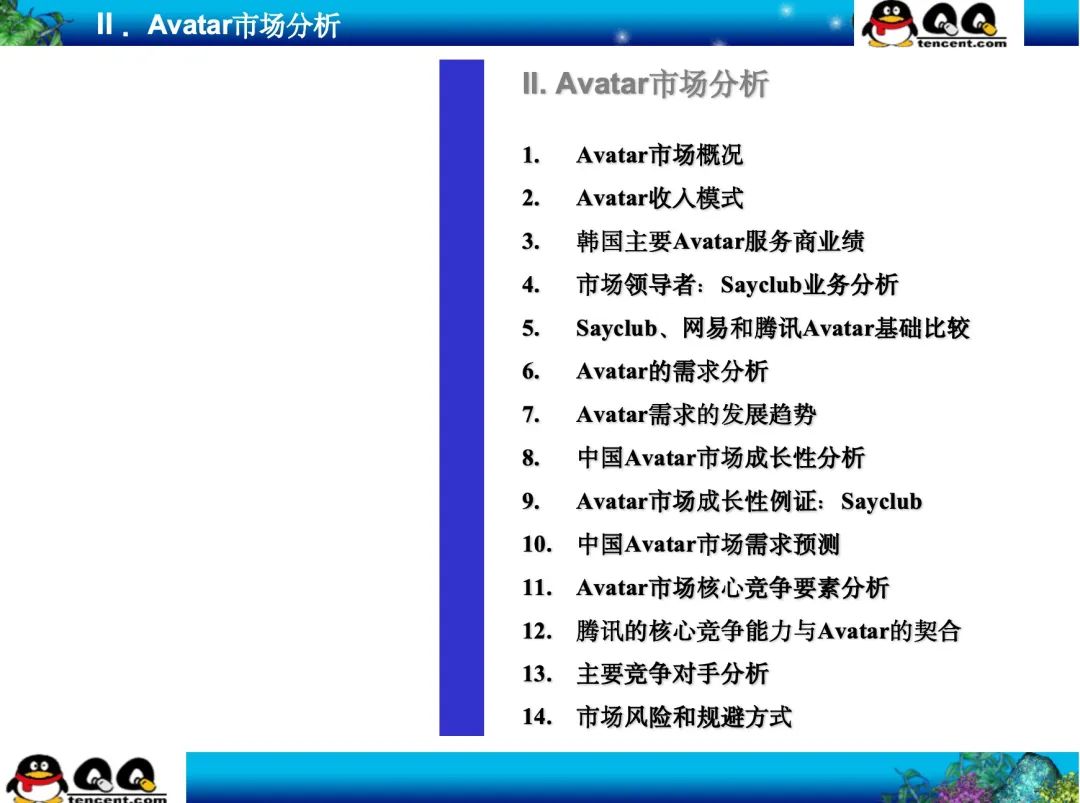 II．Avatar市场分析
QQ
tencent.com
II. Avatar市场分析
1. Avatar市场概况
2. Avatar收入模式
3. 韩国主要Avatar服务商业绩
4. 市场领导者：Sayclub业务分析
5. Sayclub、网易和腾讯Avatar基础比较
6. Avatar的需求分析
7. Avatar需求的发展趋势
8. 中国Avatar市场成长性分析
9. Avatar市场成长性例证：Sayclub
10. 中国Avatar市场需求预测
11. Avatar市场核心竞争要素分析
12. 腾讯的核心竞争能力与Avatar的契合
13. 主要竞争对手分析
14. 市场风险和规避方式
QQ
tencent.com